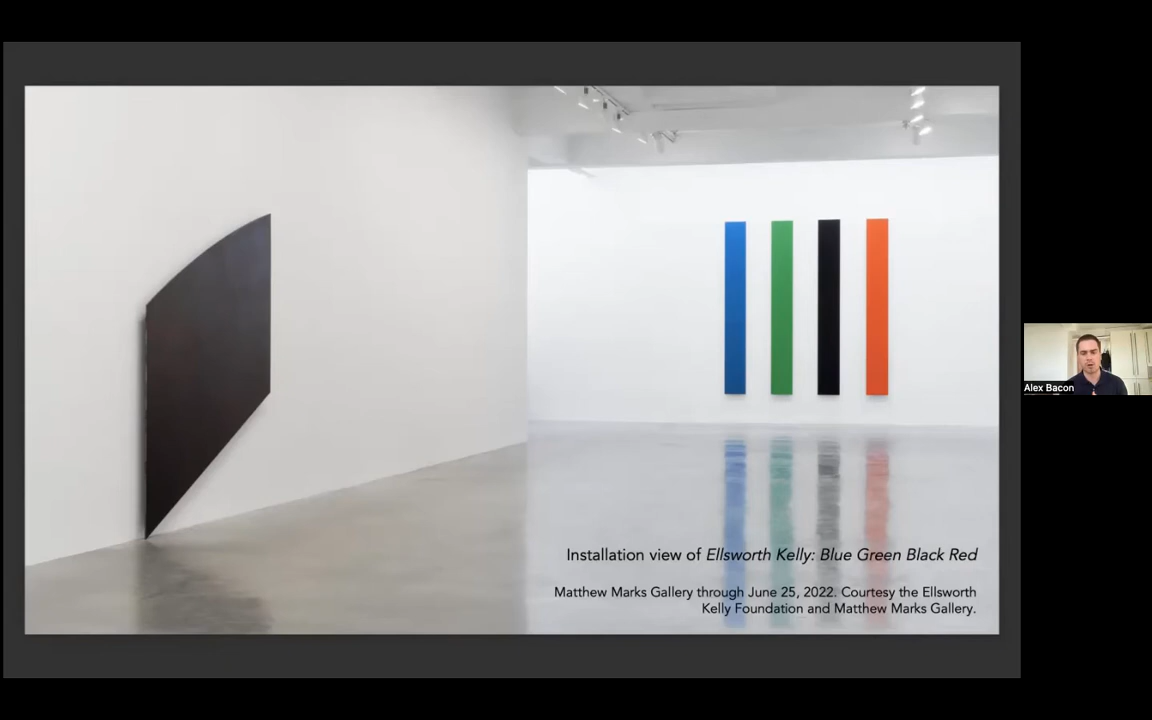 Installation view of Ellsworth Kelly: Blue Green Black Red
Matthew Marks Gallery through June 25, 2022. Courtesy the Ellsworth
Kelly Foundation and Matthew Marks Gallery.
Alex Bacon